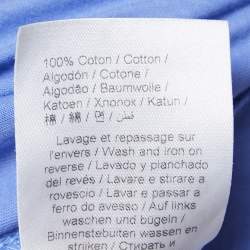 100% Coton / Cotton /
Algodón / Cotone /
Algodão / Baumwolle /
Katoen / Хлопок / Katun /
棉 / 綿 / قطن /
Lavage et repassage sur
l'envers / Wash and iron on
reverse / Lavado y planchado
del revés / Lavare e stirare a
rovescio / Lavar e passar a
ferro do avesso / Auf links
waschen und bügeln /
Binnenstebuiten wassen en
strijken / Стирать и